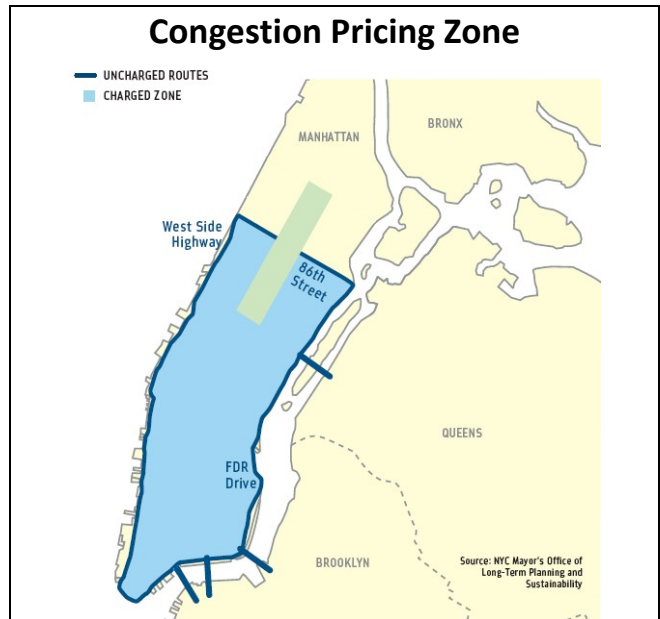 Congestion Pricing Zone
UNCHARGED ROUTES
CHARGED ZONE
MANHATTAN
BRONX
West Side
Highway
86th
Street
QUEENS
FDR
Drive
BROOKLYN
Source: NYC Mayor's Office of
Long-Term Planning and
Sustainability